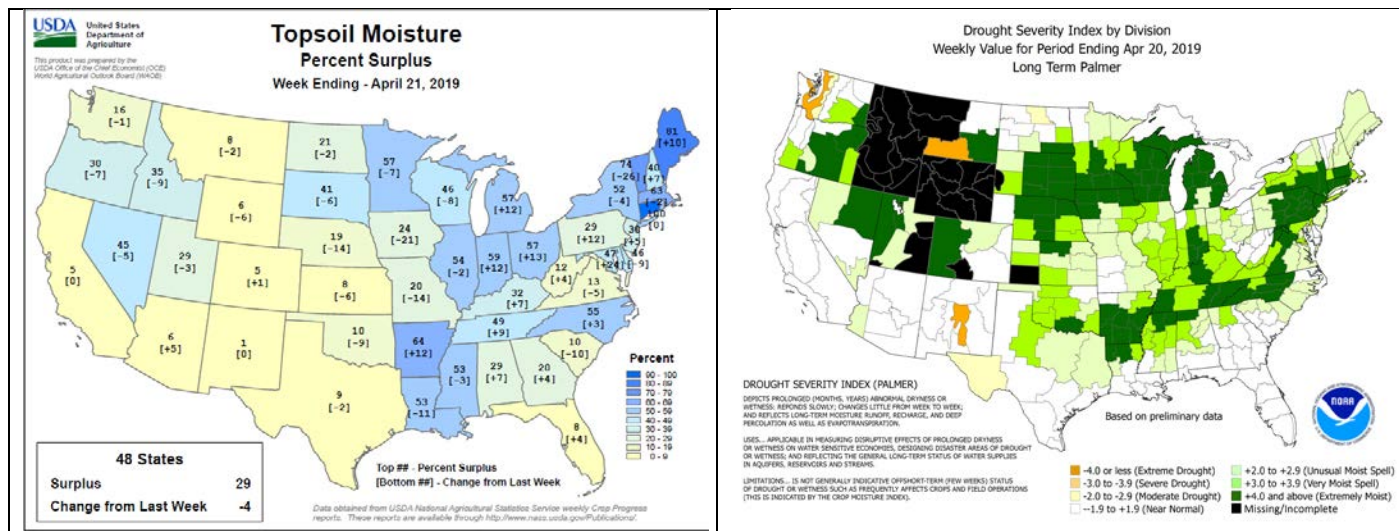 USDA
United States
Department of
Agriculture
This product was prepared by the
USDA Office of the Chief Economist (OCE)
World Agricultural Outlook Board (WAOB)
Topsoil Moisture
Percent Surplus
Week Ending - April 21, 2019
16
[-1]
8
[-2]
21
[-2]
57
[-7]
81
[+10]
74
[-26]
40
[+7]
63
[-2]
100
[0]
30
[-7]
35
[-9]
41
[-6]
46
[-8]
57
[+12]
52
[-4]
6
[-6]
19
[-14]
24
[-21]
29
[+12]
[+5]
45
[-5]
29
[-3]
5
[+1]
54
[-2]
59
[+12]
57
[+13]
12
[+4]
47
[+24]
46
[-9]
5
[0]
8
[-6]
20
[-14]
32
[+7]
13
[-5]
6
[+5]
1
[0]
10
[-9]
64
[+12]
49
[+9]
55
[+3]
9
[-2]
53
[-11]
53
[-3]
29
[+7]
20
[+4]
10
[-10]
8
[+4]
Percent
90 - 100
80 - 89
70 - 79
60 - 69
50 - 59
40 - 49
30 - 39
20 - 29
10 - 19
0 - 9
48 States
Surplus 29
Change from Last Week -4
Top ## - Percent Surplus
[Bottom ##] - Change from Last Week
Data obtained from USDA National Agricultural Statistics Service weekly Crop Progress
reports. These reports are available through http://www.nass.usda.gov/Publications/.
Drought Severity Index by Division
Weekly Value for Period Ending Apr 20, 2019
Long Term Palmer
DROUGHT SEVERITY INDEX (PALMER)
DEPICTS PROLONGED (MONTHS, YEARS) ABNORMAL DRYNESS OR
WETNESS; REPONDS SLOWLY; CHANGES LITTLE FROM WEEK TO WEEK;
AND REFLECTS LONG-TERM MOISTURE RUNOFF, RECHARGE, AND DEEP
PERCOLATION AS WELL AS EVAPOTRANSPIRATION.
USES... APPLICABLE IN MEASURING DISRUPTIVE EFFECTS OF PROLONGED DRYNESS
OR WETNESS ON WATER SENSITIVE ECONOMIES, DESIGNING DISASTER AREAS OF DROUGHT
OR WETNESS; AND REFLECTING THE GENERAL LONG-TERM STATUS OF WATER SUPPLIES
IN AQUIFERS, RESERVOIRS AND STREAMS.
LIMITATIONS... IS NOT GENERALLY INDICATIVE OFFSHORT-TERM (FEW WEEKS) STATUS
OF DROUGHT OR WETNESS SUCH AS FREQUENTLY AFFECTS CROPS AND FIELD OPERATIONS
(THIS IS INDICATED BY THE CROP MOISTURE INDEX).
Based on preliminary data
NOAA
-4.0 or less (Extreme Drought)
-3.0 to -3.9 (Severe Drought)
-2.0 to -2.9 (Moderate Drought)
-1.9 to +1.9 (Near Normal)
+2.0 to +2.9 (Unusual Moist Spell)
+3.0 to +3.9 (Very Moist Spell)
+4.0 and above (Extremely Moist)
Missing/Incomplete